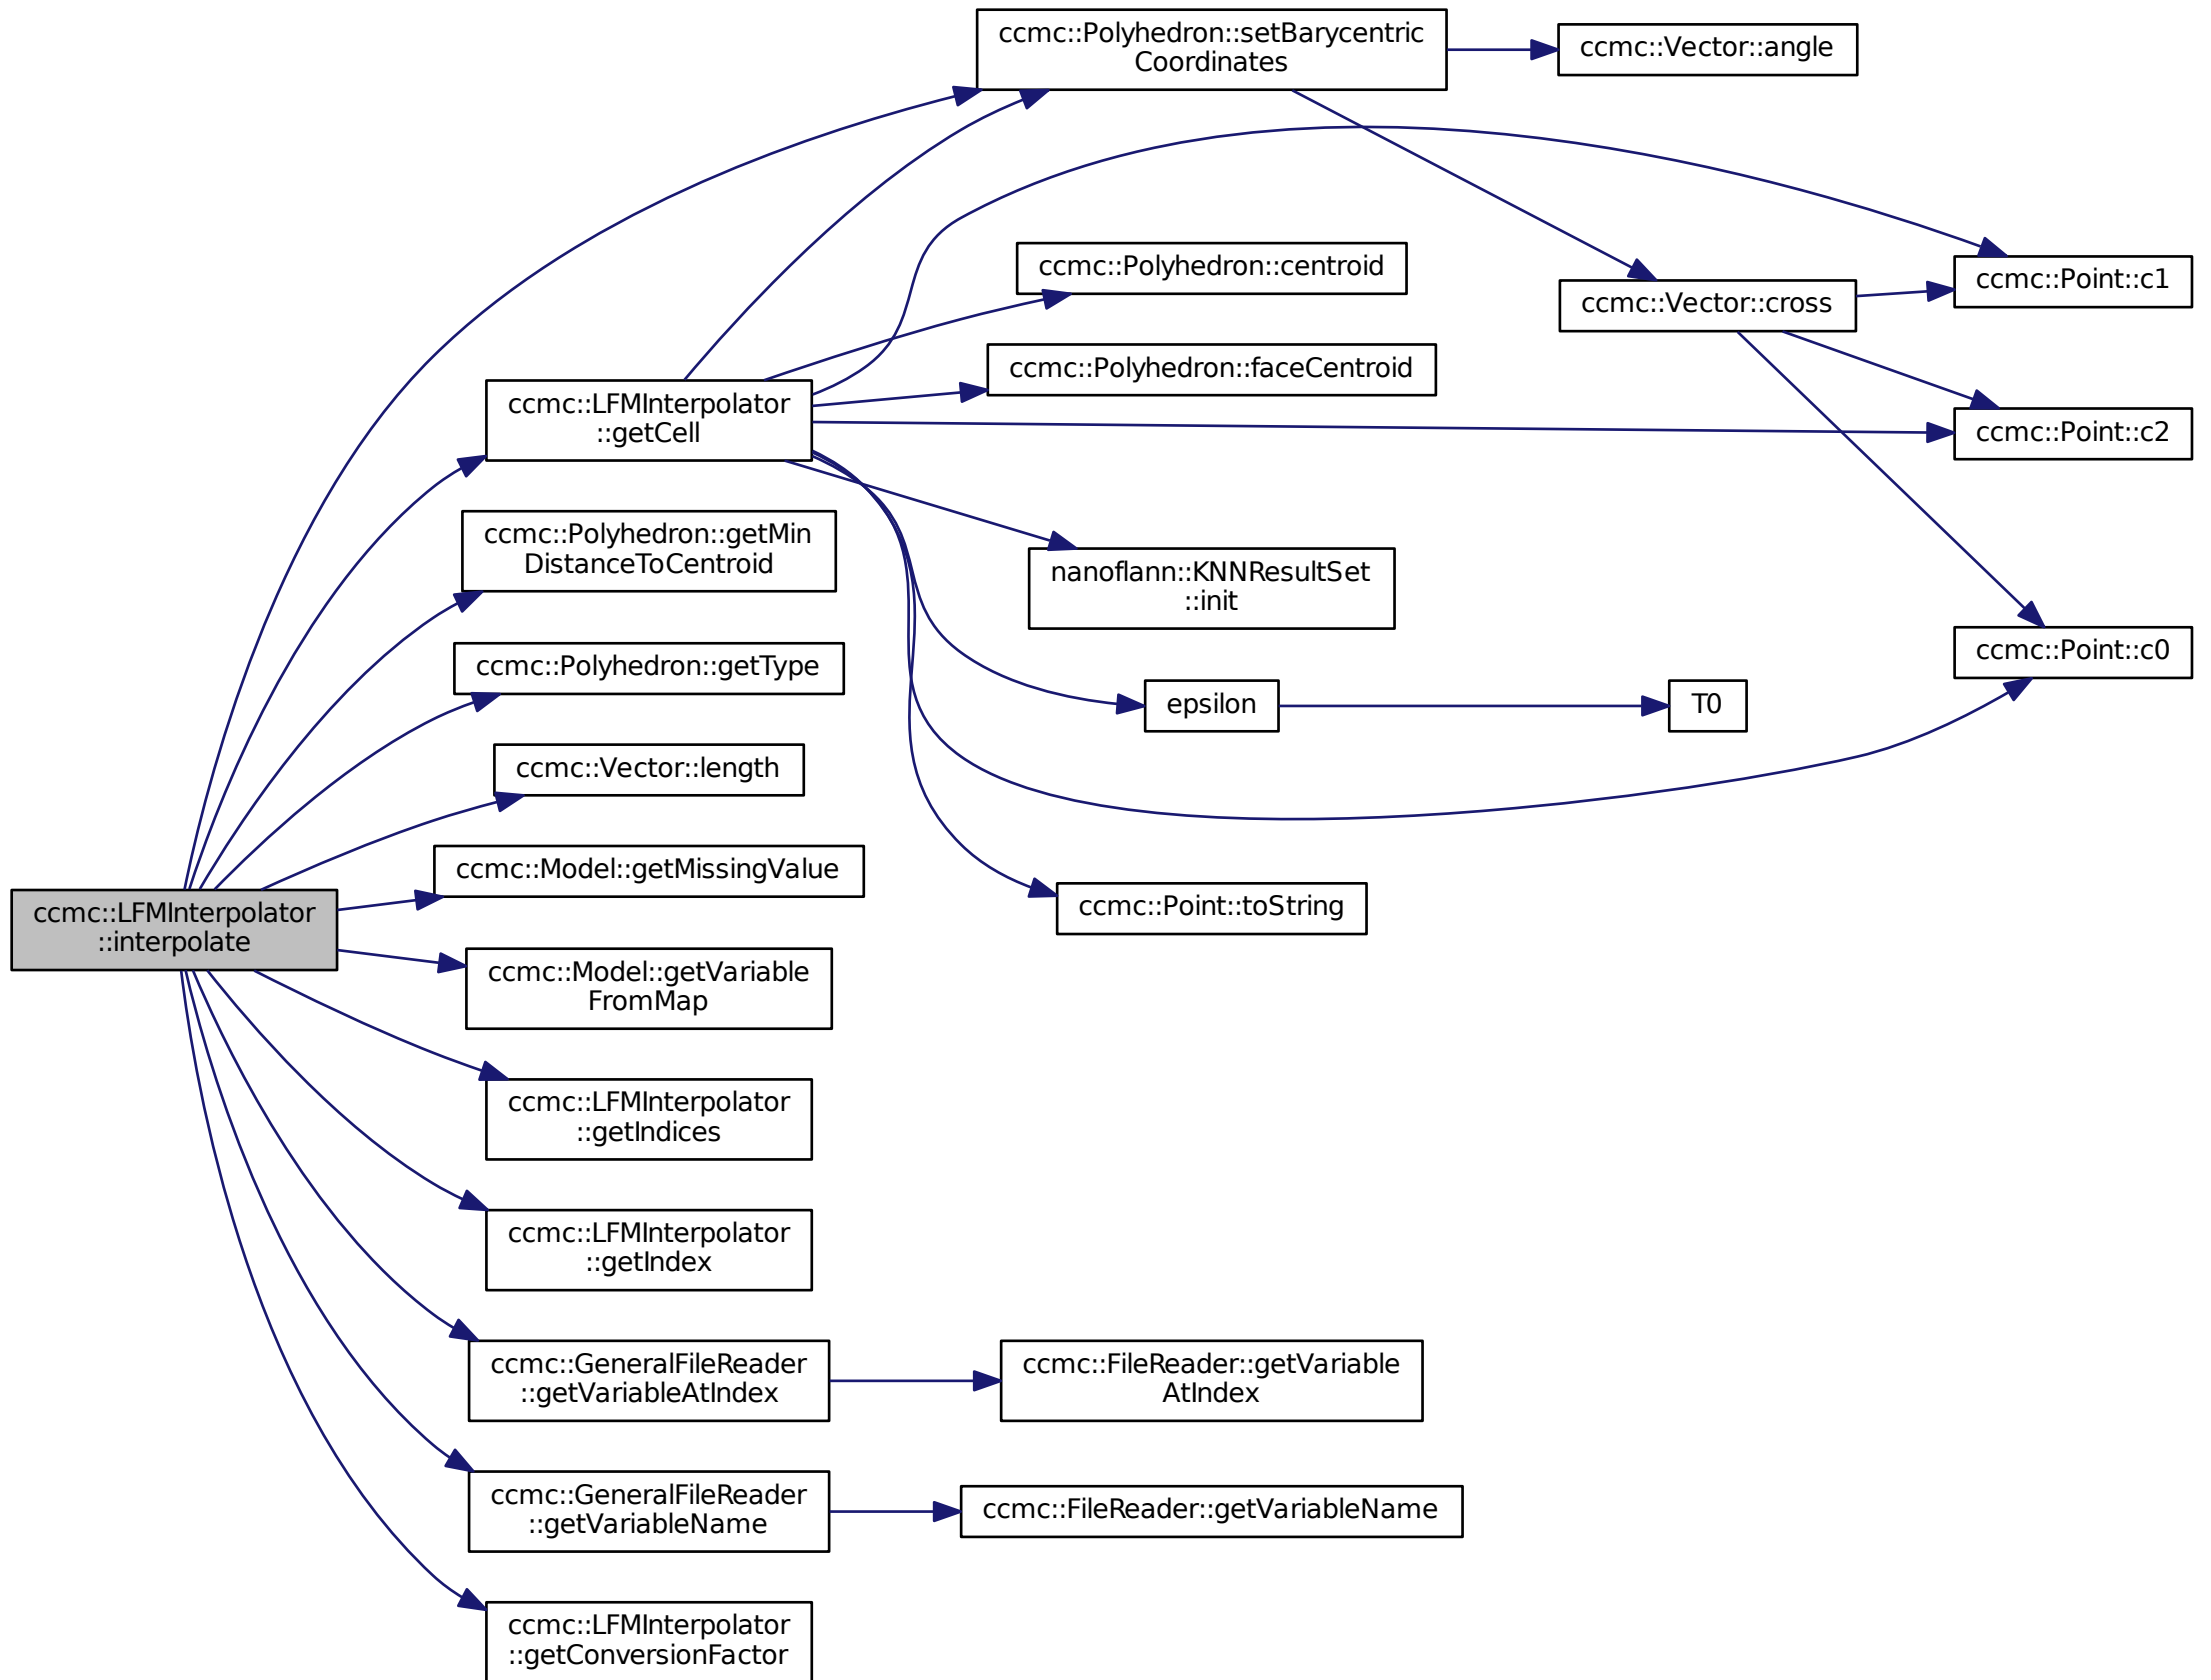 ccmc::LFMInterpolator
::interpolate
ccmc::Polyhedron::setBarycentric
Coordinates
ccmc::LFMInterpolator
::getCell
ccmc::Polyhedron::getMin
DistanceToCentroid
ccmc::Polyhedron::getType
ccmc::Vector::length
ccmc::Model::getMissingValue
ccmc::Model::getVariable
FromMap
ccmc::LFMInterpolator
::getIndices
ccmc::LFMInterpolator
::getIndex
ccmc::GeneralFileReader
::getVariableAtIndex
ccmc::GeneralFileReader
::getVariableName
ccmc::LFMInterpolator
::getConversionFactor
ccmc::Polyhedron::centroid
ccmc::Polyhedron::faceCentroid
nanoflann::KNNResultSet
::init
epsilon
ccmc::Point::toString
ccmc::FileReader::getVariable
AtIndex
ccmc::FileReader::getVariableName
ccmc::Vector::angle
ccmc::Vector::cross
T0
ccmc::Point::c1
ccmc::Point::c2
ccmc::Point::c0